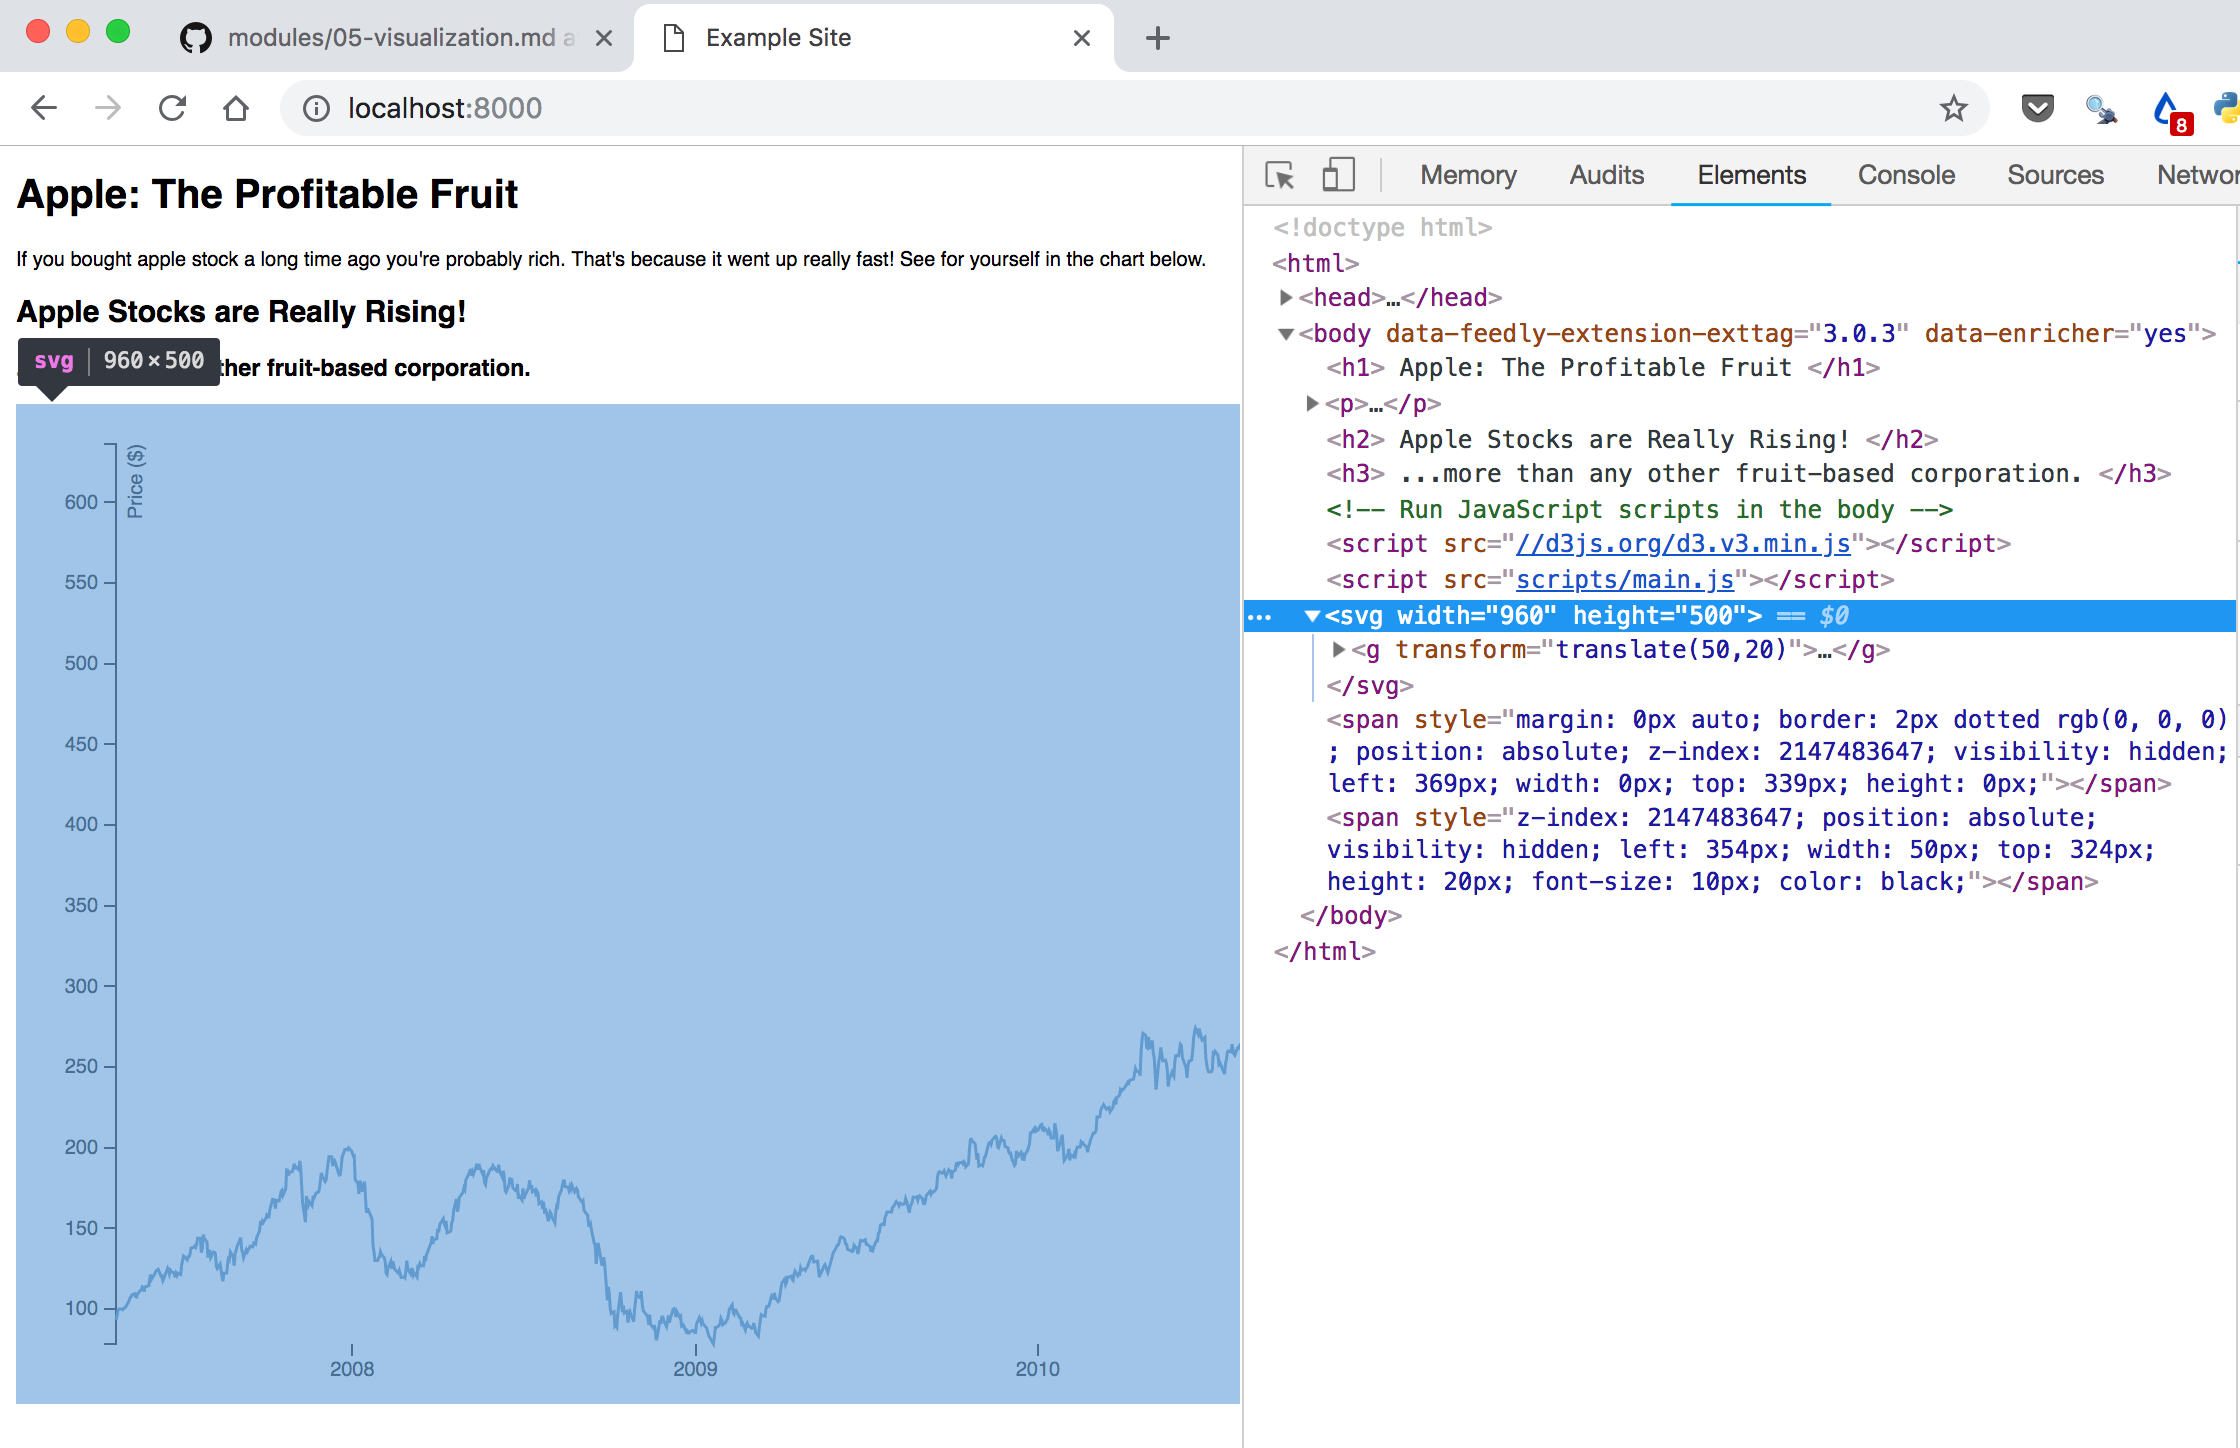 modules/05-visualization.md a
Example Site
localhost:8000
8
Apple: The Profitable Fruit
If you bought apple stock a long time ago you're probably rich. That's because it went up really fast! See for yourself in the chart below.
Apple Stocks are Really Rising!
svg 960×500
ther fruit-based corporation.
Price ($)
600
550
500
450
400
350
300
250
200
150
100
2008 2009 2010
Memory Audits Elements Console Sources Networ
<!doctype html>
<html>
<head>…</head>
<body data-feedly-extension-exttag="3.0.3" data-enricher="yes">
<h1> Apple: The Profitable Fruit </h1>
<p>…</p>
<h2> Apple Stocks are Really Rising! </h2>
<h3> ...more than any other fruit-based corporation. </h3>
<!-- Run JavaScript scripts in the body -->
<script src="//d3js.org/d3.v3.min.js"></script>
<script src="scripts/main.js"></script>
… <svg width="960" height="500"> == $0
<g transform="translate(50,20)">…</g>
</svg>
<span style="margin: 0px auto; border: 2px dotted rgb(0, 0, 0)
; position: absolute; z-index: 2147483647; visibility: hidden;
left: 369px; width: 0px; top: 339px; height: 0px;"></span>
<span style="z-index: 2147483647; position: absolute;
visibility: hidden; left: 354px; width: 50px; top: 324px;
height: 20px; font-size: 10px; color: black;"></span>
</body>
</html>